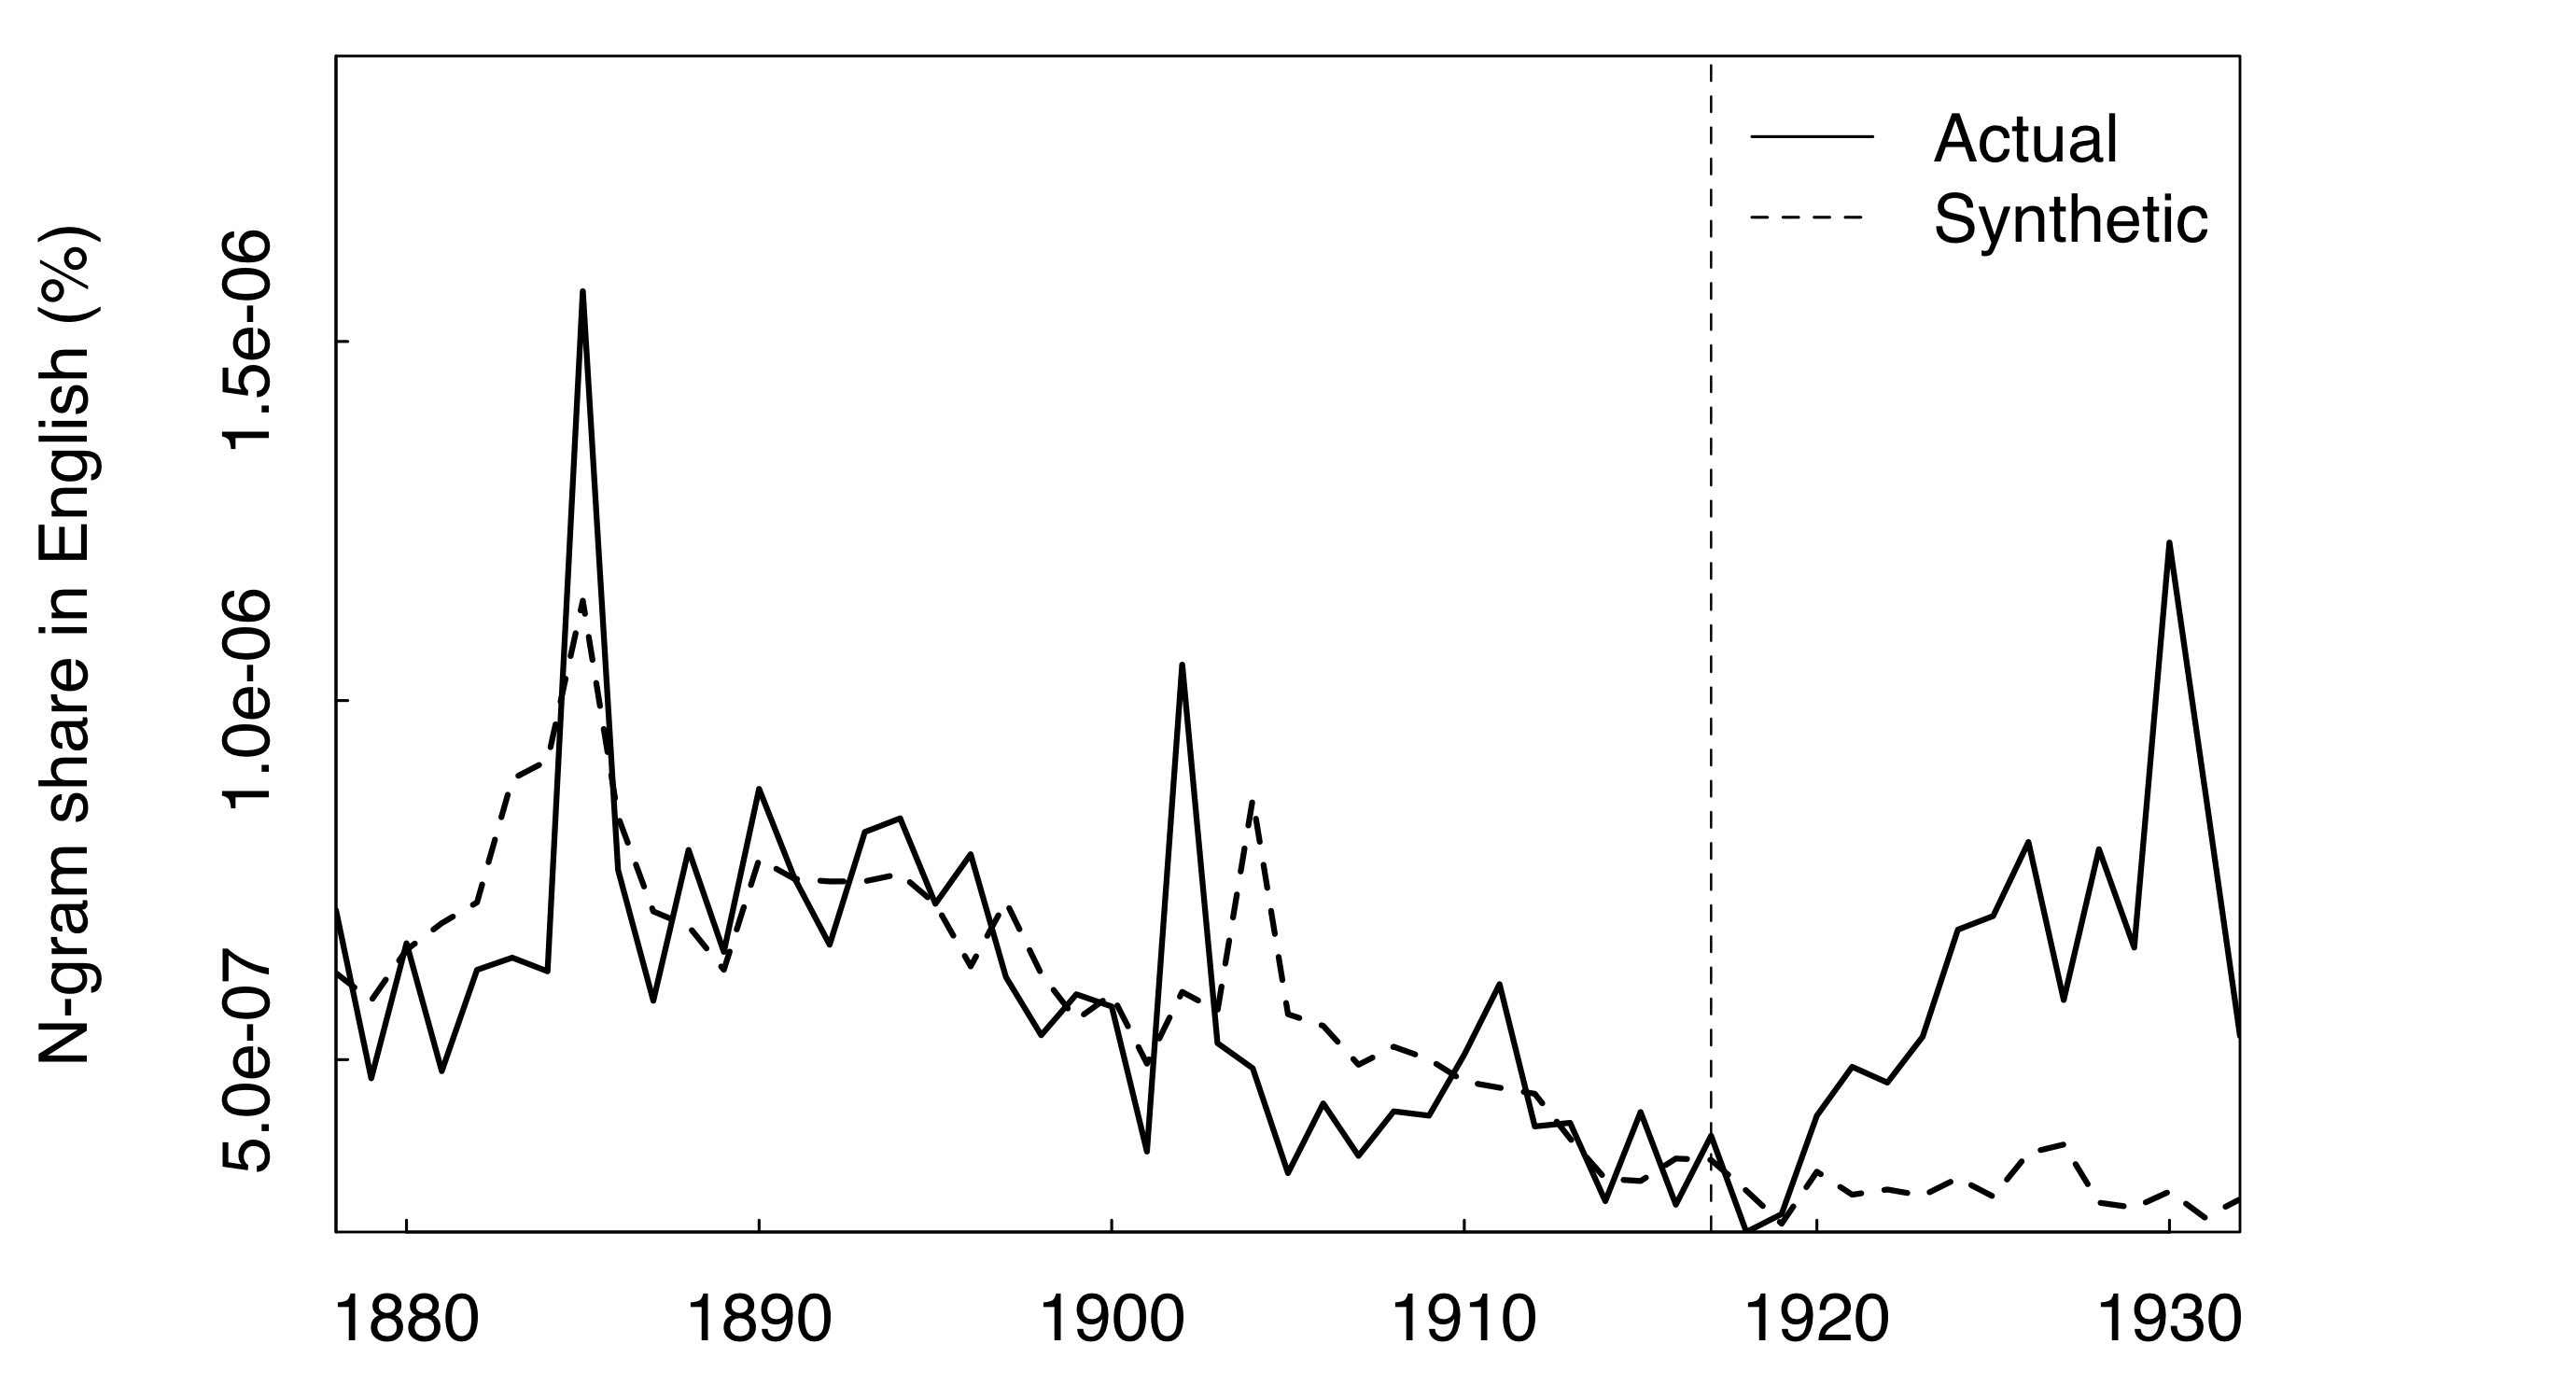 N-gram share in English (%)
1.5e-06
1.0e-06
5.0e-07
Actual
Synthetic
1880 1890 1900 1910 1920 1930